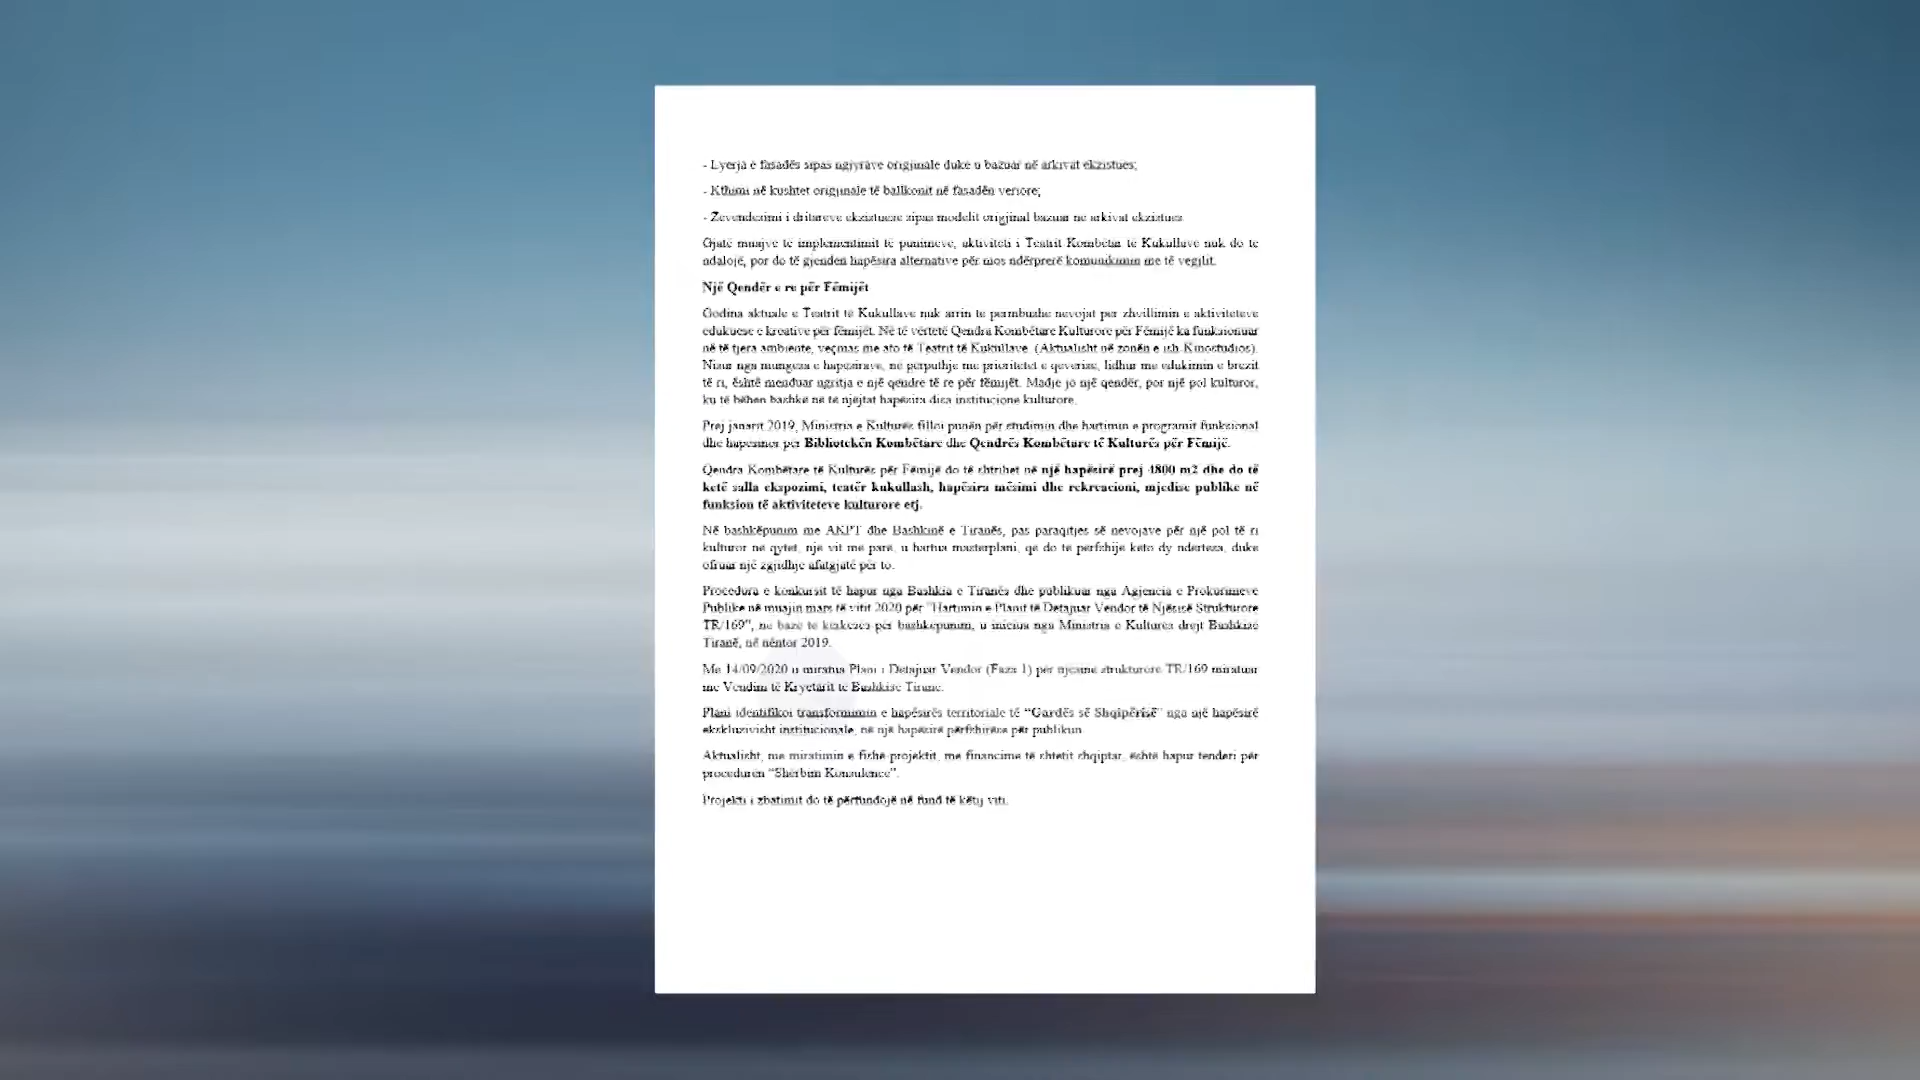 - Lyerja e fasadës sipas ngjyrave origjinale duke u bazuar në arkivat ekzistues;
- Kthimi në kushtet origjinale të ballkonit në fasadën veriore;
- Zëvendësimi i dritareve ekzistuese sipas modelit origjinal bazuar në arkivat ekzistues.
Gjatë muajve të implementimit të punimeve, aktiviteti i Teatrit Kombëtar të Kukullave nuk do të
ndalojë, por do të gjenden hapësira alternative për mos ndërprerë komunikimin me të vegjlit.
Një Qendër e re për Fëmijët
Godina aktuale e Teatrit të Kukullave nuk arrin të përmbushë nevojat për zhvillimin e aktiviteteve
edukuese e kreative për fëmijët. Në të vërtetë Qendra Kombëtare Kulturore për Fëmijë ka funksionuar
në të tjera ambiente, veçmas me ato të Teatrit të Kukullave. (Aktualisht në zonën e ish Kinostudios).
Nisur nga mungesa e hapësirave, në përputhje me prioritetet e qeverisë, lidhur me edukimin e brezit
të ri, është menduar ngritja e një qendre të re për fëmijët. Madje jo një qendër, por një pol kulturor,
ku të bëhen bashkë në të njëjtat hapësira disa institucione kulturore.
Prej janarit 2019, Ministria e Kulturës filloi punën për studimin dhe hartimin e programit funksional
dhe hapësinor për Bibliotekën Kombëtare dhe Qendrës Kombëtare të Kulturës për Fëmijë.
Qendra Kombëtare të Kulturës për Fëmijë do të shtrihet në një hapësirë prej 4800 m2 dhe do të
ketë salla ekspozimi, teatër kukullash, hapësira mësimi dhe rekreacioni, mjedise publike në
funksion të aktiviteteve kulturore etj.
Në bashkëpunim me AKPT dhe Bashkinë e Tiranës, pas paraqitjes së nevojave për një pol të ri
kulturor në qytet, një vit më parë, u hartua masterplani, që do të përfshijë këto dy ndërtesa, duke
ofruar një zgjidhje afatgjatë për to.
Procedura e konkursit të hapur nga Bashkia e Tiranës dhe publikuar nga Agjencia e Prokurimeve
Publike në muajin mars të vitit 2020 për "Hartimin e Planit të Detajuar Vendor të Njësisë Strukturore
TR/169", në bazë të kërkesës për bashkëpunim, u inicius nga Ministria e Kulturës drejt Bashkisë
Tiranë, në nëntor 2019.
Me 14/09/2020 u miratua Plani i Detajuar Vendor (Faza 1) për njësinë strukturore TR/169 miratuar
me Vendim të Kryetarit të Bashkisë Tiranë.
Plani identifikoi transformimin e hapësirës territoriale të “Gardës së Shqipërisë” nga një hapësirë
ekskluzivisht institucionale, në një hapësirë përfshirëse për publikun.
Aktualisht, me miratimin e fishë projektit, me financime të shtetit shqiptar, është hapur tenderi për
procedurën “Shërbim Konsulence”.
Projekti i zbatimit do të përfundojë në fund të këtij viti.